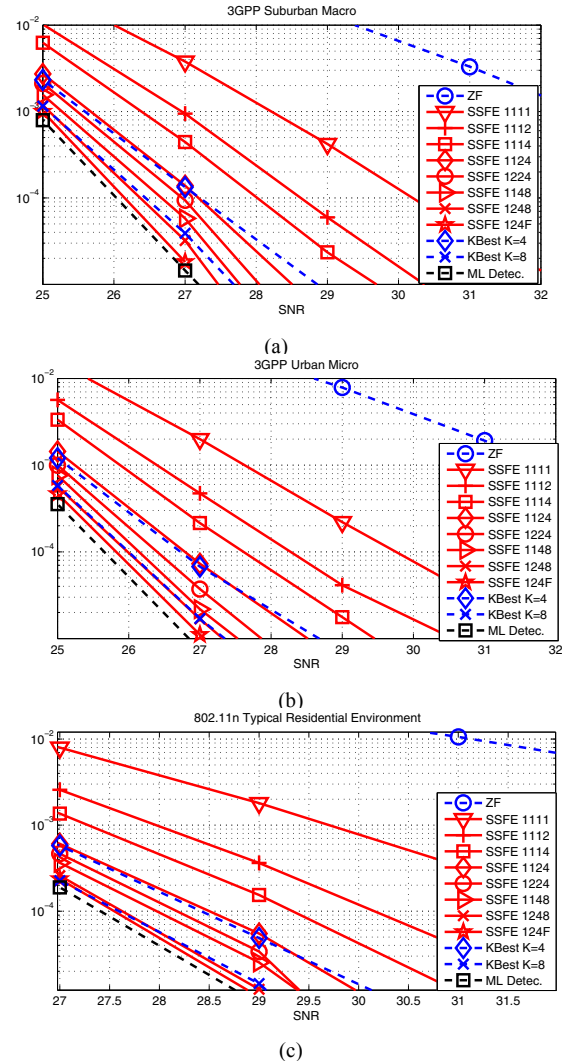 3GPP Suburban Macro
10^-2
10^-3
10^-4
25 26 27 28 29 30 31 32
SNR
ZF
SSFE 1111
SSFE 1112
SSFE 1114
SSFE 1124
SSFE 1224
SSFE 1148
SSFE 1248
SSFE 124F
KBest K=4
KBest K=8
ML Detec.
(a)
3GPP Urban Micro
10^-2
10^-3
10^-4
25 26 27 28 29 30 31 32
SNR
ZF
SSFE 1111
SSFE 1112
SSFE 1114
SSFE 1124
SSFE 1224
SSFE 1148
SSFE 1248
SSFE 124F
KBest K=4
KBest K=8
ML Detec.
(b)
802.11n Typical Residential Environment
10^-2
10^-3
10^-4
27 27.5 28 28.5 29 29.5 30 30.5 31 31.5
SNR
ZF
SSFE 1111
SSFE 1112
SSFE 1114
SSFE 1124
SSFE 1224
SSFE 1148
SSFE 1248
SSFE 124F
KBest K=4
KBest K=8
ML Detec.
(c)